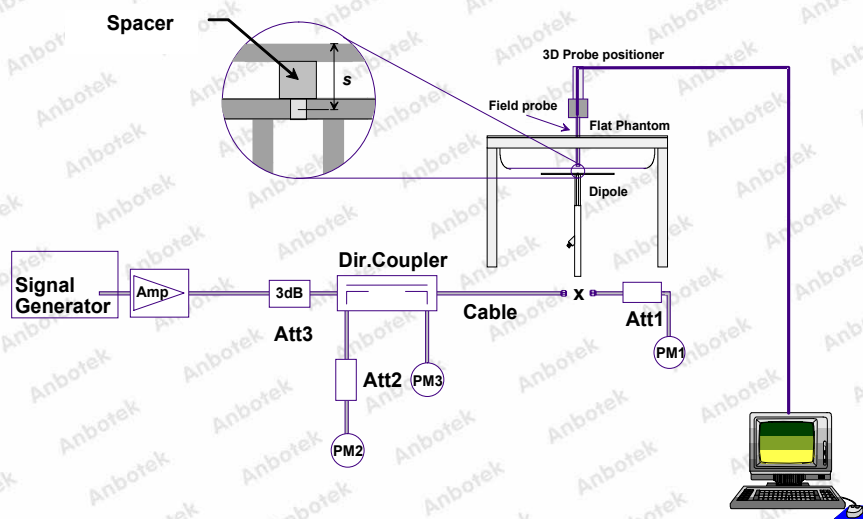 Spacer
s
3D Probe positioner
Field probe
Flat Phantom
Dipole
Signal
Generator
Amp
3dB
Att3
Dir.Coupler
Cable
x
Att1
PM1
Att2
PM3
PM2
Anbotek